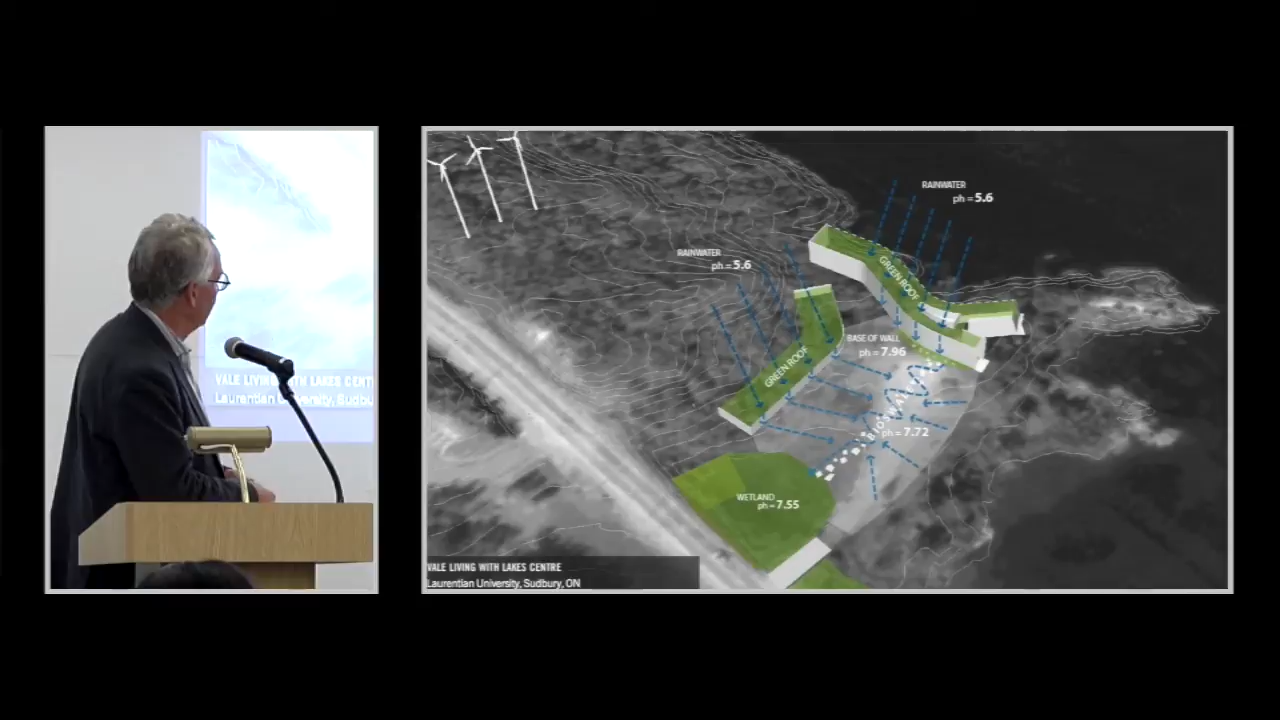 VALE LIVING WITH LAKES CENT
Laurentian University, Sudbu
RAINWATER
ph = 5.6
RAINWATER
ph = 5.6
GREEN ROOF
BASE OF WALL
ph = 7.96
GREEN ROOF
BIOSWALE
ph = 7.72
WETLAND
ph = 7.55
VALE LIVING WITH LAKES CENTRE
Laurentian University, Sudbury, ON